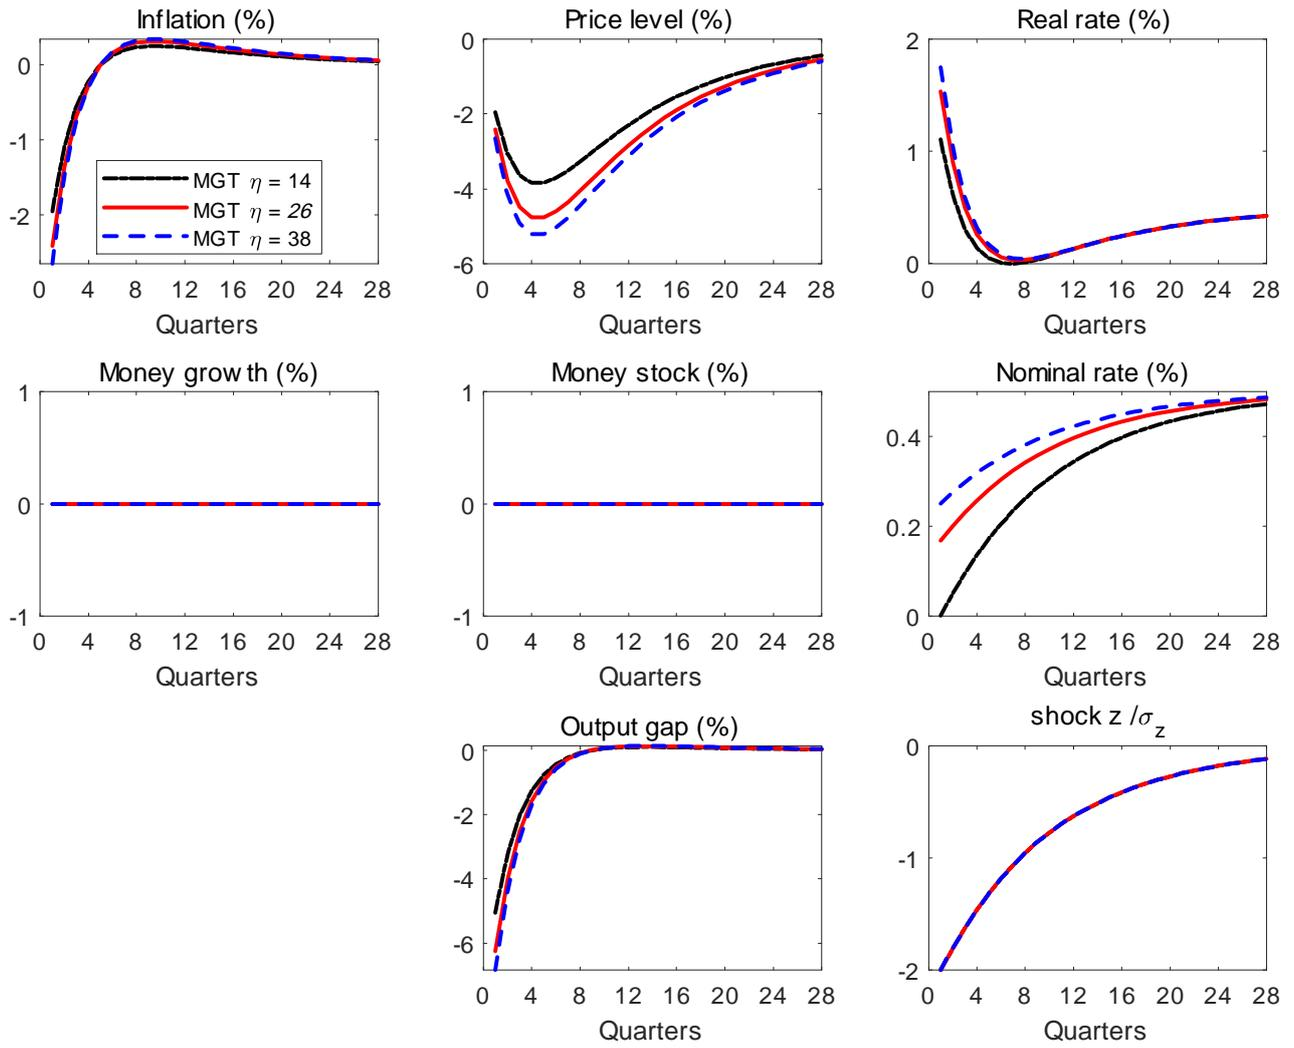 Inflation (%)
Price level (%)
Real rate (%)
0
-1
-2
0
-2
-4
-6
2
1
0
MGT η = 14
MGT η = 26
MGT η = 38
0 4 8 12 16 20 24 28
0 4 8 12 16 20 24 28
0 4 8 12 16 20 24 28
Quarters
Quarters
Quarters
Money growth (%)
Money stock (%)
Nominal rate (%)
1
0
-1
1
0
-1
0.4
0.2
0
0 4 8 12 16 20 24 28
0 4 8 12 16 20 24 28
0 4 8 12 16 20 24 28
Quarters
Quarters
Quarters
Output gap (%)
shock z /σz
0
-2
-4
-6
0
-1
-2
0 4 8 12 16 20 24 28
0 4 8 12 16 20 24 28
Quarters
Quarters